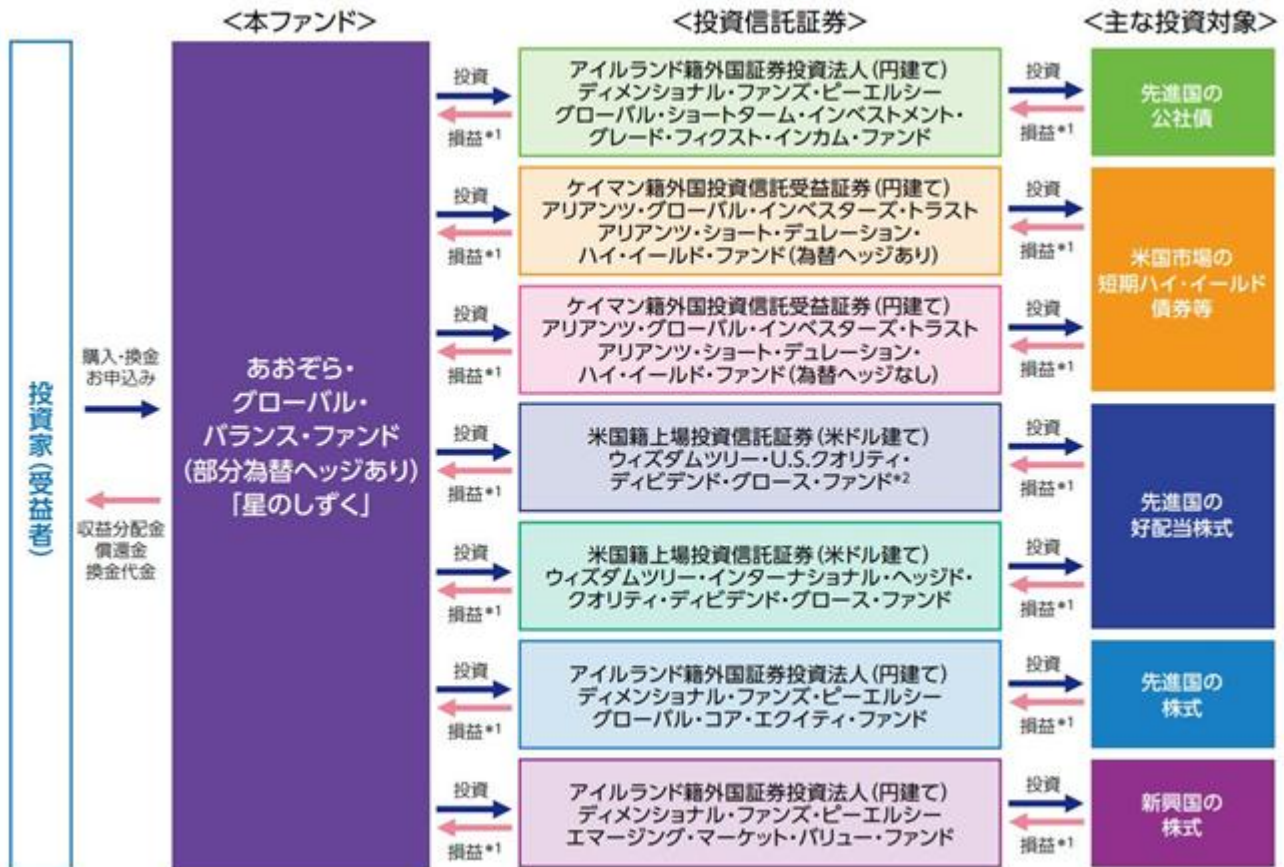 <本ファンド>
<投資信託証券>
<主な投資対象>
投資家(受益者)
購入・換金
お申込み
収益分配金
償還金
換金代金
あおぞら・
グローバル・
バランス・ファンド
(部分為替ヘッジあり)
「星のしずく」
投資
損益*1
アイルランド籍外国証券投資法人(円建て)
ディメンショナル・ファンズ・ピーエルシー
グローバル・ショートターム・インベストメント・
グレード・フィクスト・インカム・ファンド
投資
損益*1
先進国の
公社債
投資
損益*1
ケイマン籍外国投資信託受益証券(円建て)
アリアンツ・グローバル・インベスターズ・トラスト
アリアンツ・ショート・デュレーション・
ハイ・イールド・ファンド(為替ヘッジあり)
投資
損益*1
米国市場の
短期ハイ・イールド
債券等
投資
損益*1
ケイマン籍外国投資信託受益証券(円建て)
アリアンツ・グローバル・インベスターズ・トラスト
アリアンツ・ショート・デュレーション・
ハイ・イールド・ファンド(為替ヘッジなし)
投資
損益*1
投資
損益*1
米国籍上場投資信託証券(米ドル建て)
ウィズダムツリー・U.S.クオリティ・
ディビデンド・グロース・ファンド*2
投資
損益*1
先進国の
好配当株式
投資
損益*1
米国籍上場投資信託証券(米ドル建て)
ウィズダムツリー・インターナショナル・ヘッジド・
クオリティ・ディビデンド・グロース・ファンド
投資
損益*1
投資
損益*1
アイルランド籍外国証券投資法人(円建て)
ディメンショナル・ファンズ・ピーエルシー
グローバル・コア・エクイティ・ファンド
投資
損益*1
先進国の
株式
投資
損益*1
アイルランド籍外国証券投資法人(円建て)
ディメンショナル・ファンズ・ピーエルシー
エマージング・マーケット・バリュー・ファンド
投資
損益*1
新興国の
株式